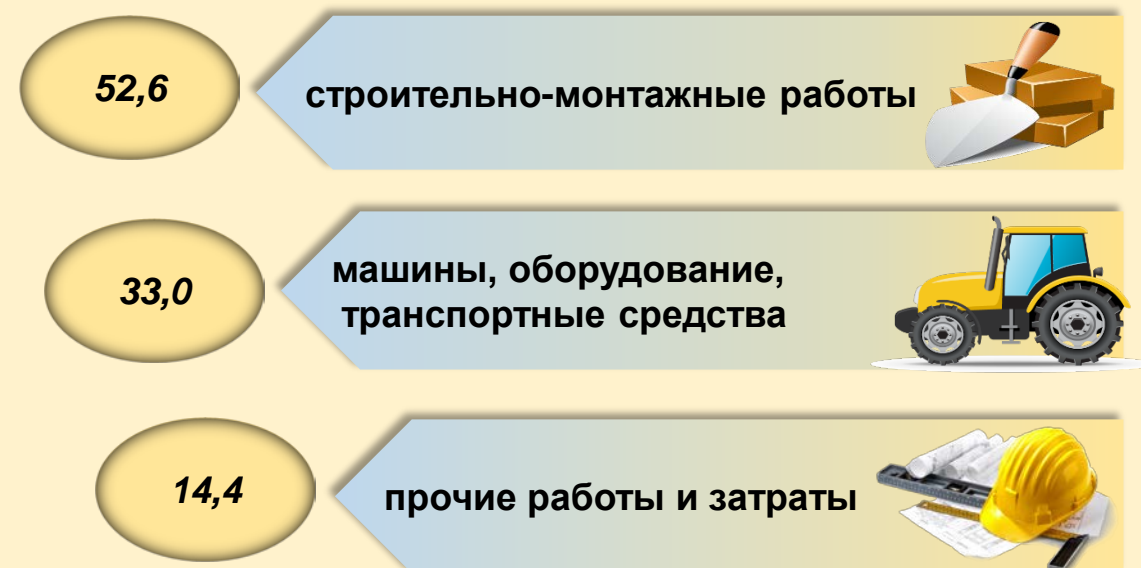 52,6
строительно-монтажные работы
33,0
машины, оборудование,
транспортные средства
14,4
прочие работы и затраты